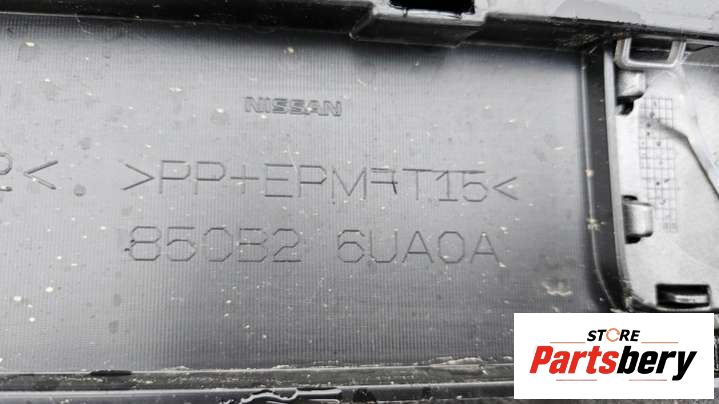 NISSAN
>PP+EPM-T15<
850B2 6UA0A
STORE
Partsbery